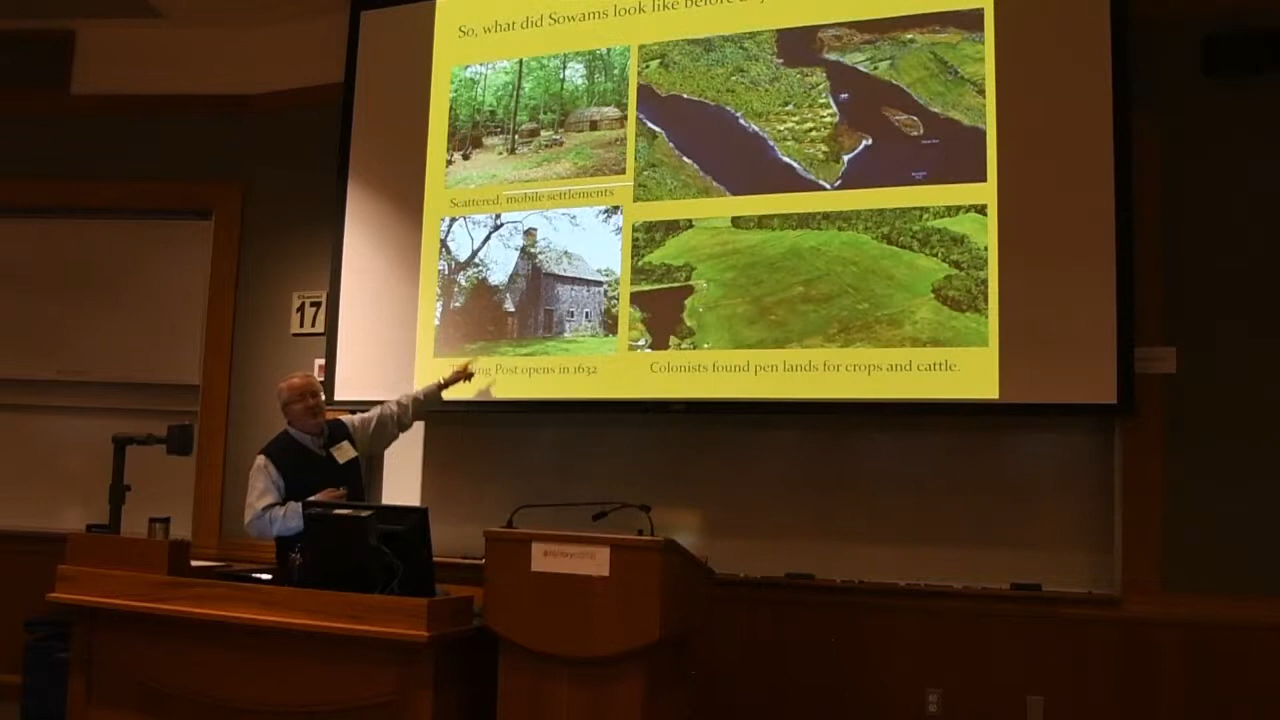 So, what did Sowams look like before
Scattered, mobile settlements
Post opens in 1632
Colonists found pen lands for crops and cattle.
Channel
17